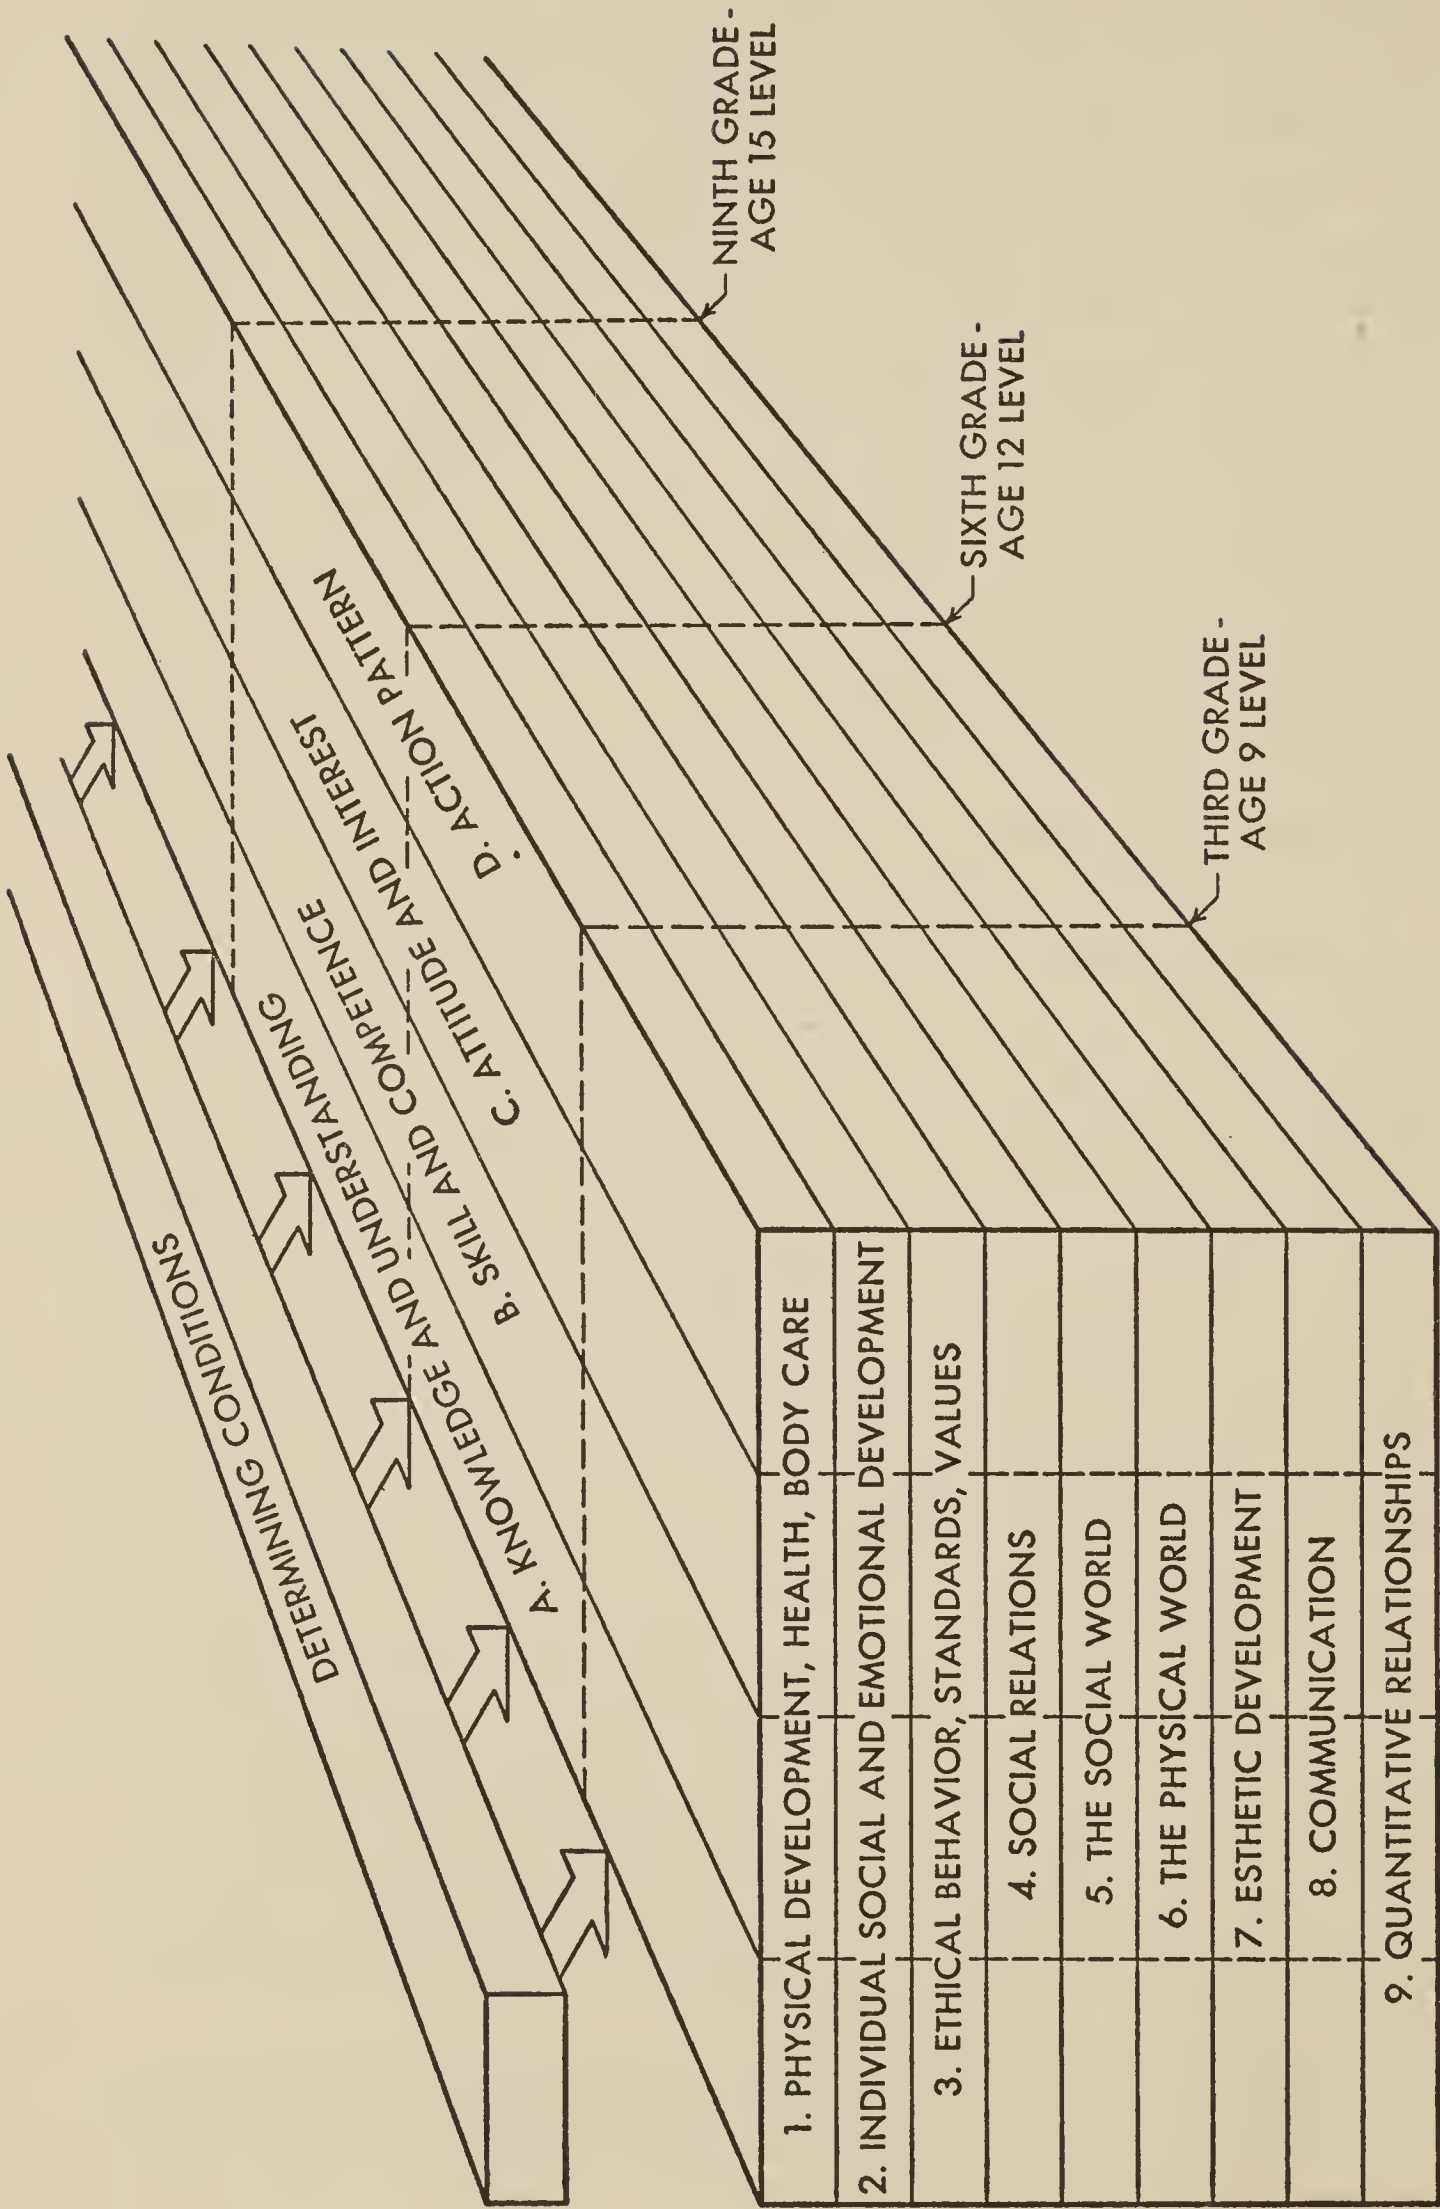 DETERMINING CONDITIONS
A. KNOWLEDGE AND UNDERSTANDING
B. SKILL AND COMPETENCE
C. ATTITUDE AND INTEREST
D. ACTION PATTERN
1. PHYSICAL DEVELOPMENT, HEALTH, BODY CARE
2. INDIVIDUAL SOCIAL AND EMOTIONAL DEVELOPMENT
3. ETHICAL BEHAVIOR, STANDARDS, VALUES
4. SOCIAL RELATIONS
5. THE SOCIAL WORLD
6. THE PHYSICAL WORLD
7. ESTHETIC DEVELOPMENT
8. COMMUNICATION
9. QUANTITATIVE RELATIONSHIPS
THIRD GRADE -
AGE 9 LEVEL
SIXTH GRADE -
AGE 12 LEVEL
NINTH GRADE -
AGE 15 LEVEL